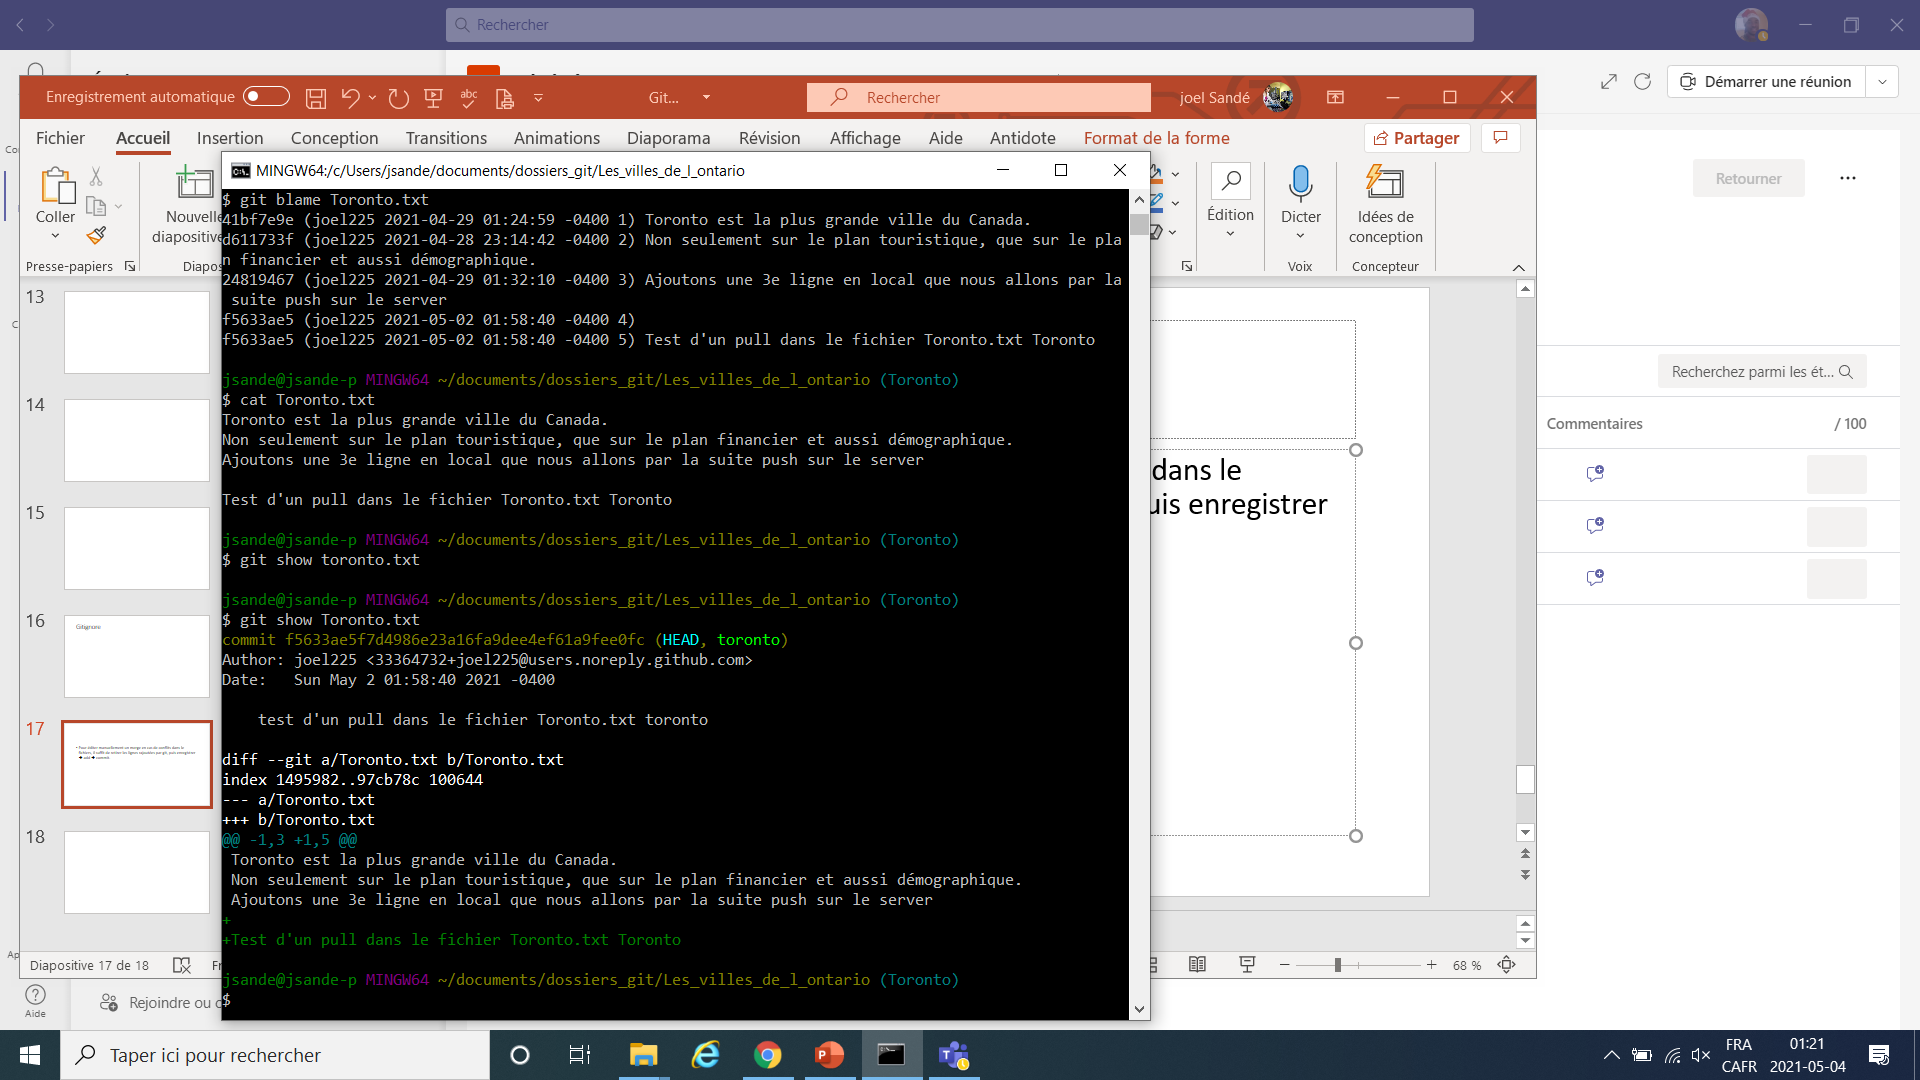 Rechercher
Démarrer une réunion
Enregistrement automatique
Git...
Rechercher
joel Sandé
Fichier Accueil Insertion Conception Transitions Animations Diaporama Révision Affichage Aide Antidote Format de la forme
Partager
Coller
Presse-papiers
Nouvelle
diapositive
Diapos
Édition
Dicter
Voix
Idées de
conception
Concepteur
MINGW64:/c/Users/jsande/documents/dossiers_git/Les_villes_de_l_ontario
$ git blame Toronto.txt
41bf7e9e (joel225 2021-04-29 01:24:59 -0400 1) Toronto est la plus grande ville du Canada.
d611733f (joel225 2021-04-28 23:14:42 -0400 2) Non seulement sur le plan touristique, que sur le pla
n financier et aussi démographique.
24819467 (joel225 2021-04-29 01:32:10 -0400 3) Ajoutons une 3e ligne en local que nous allons par la
 suite push sur le server
f5633ae5 (joel225 2021-05-02 01:58:40 -0400 4)
f5633ae5 (joel225 2021-05-02 01:58:40 -0400 5) Test d'un pull dans le fichier Toronto.txt Toronto
jsande@jsande-p MINGW64 ~/documents/dossiers_git/Les_villes_de_l_ontario (Toronto)
$ cat Toronto.txt
Toronto est la plus grande ville du Canada.
Non seulement sur le plan touristique, que sur le plan financier et aussi démographique.
Ajoutons une 3e ligne en local que nous allons par la suite push sur le server
Test d'un pull dans le fichier Toronto.txt Toronto
jsande@jsande-p MINGW64 ~/documents/dossiers_git/Les_villes_de_l_ontario (Toronto)
$ git show toronto.txt
jsande@jsande-p MINGW64 ~/documents/dossiers_git/Les_villes_de_l_ontario (Toronto)
$ git show Toronto.txt
commit f5633ae5f7d4986e23a16fa9dee4ef61a9fee0fc (HEAD, toronto)
Author: joel225 <33364732+joel225@users.noreply.github.com>
Date:   Sun May 2 01:58:40 2021 -0400
    test d'un pull dans le fichier Toronto.txt toronto
diff --git a/Toronto.txt b/Toronto.txt
index 1495982..97cb78c 100644
--- a/Toronto.txt
+++ b/Toronto.txt
@@ -1,3 +1,5 @@
 Toronto est la plus grande ville du Canada.
 Non seulement sur le plan touristique, que sur le plan financier et aussi démographique.
 Ajoutons une 3e ligne en local que nous allons par la suite push sur le server
+
+Test d'un pull dans le fichier Toronto.txt Toronto
jsande@jsande-p MINGW64 ~/documents/dossiers_git/Les_villes_de_l_ontario (Toronto)
$
13
14
15
16
Gitignore
17
18
dans le
uis enregistrer
Retourner
Recherchez parmi les ét...
Commentaires / 100
Diapositive 17 de 18
68 %
Aide
Rejoindre ou c
Taper ici pour rechercher
FRA
CAFR
01:21
2021-05-04